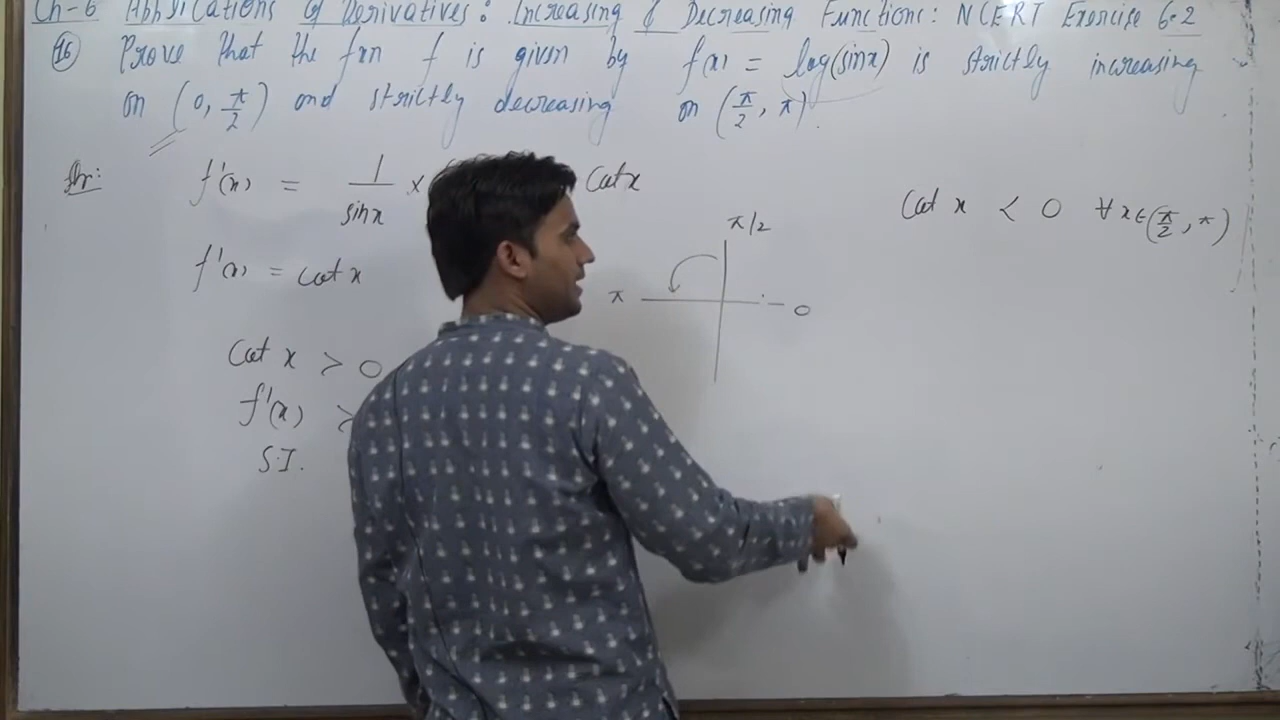 Ch-6 Applications of Derivatives: Increasing & Decreasing Functions: NCERT Exercise 6.2
16 Prove that the fxn f is given by f(x) = log(sinx) is strictly increasing
on (0, π/2) and strictly decreasing on (π/2, π).
f'(x) = 1/sinx × cotx
f'(x) = cotx
cot x > 0
f'(x) >
S.I.
π/2
π 0
cot x < 0 ∀ x ∈ (π/2, π)